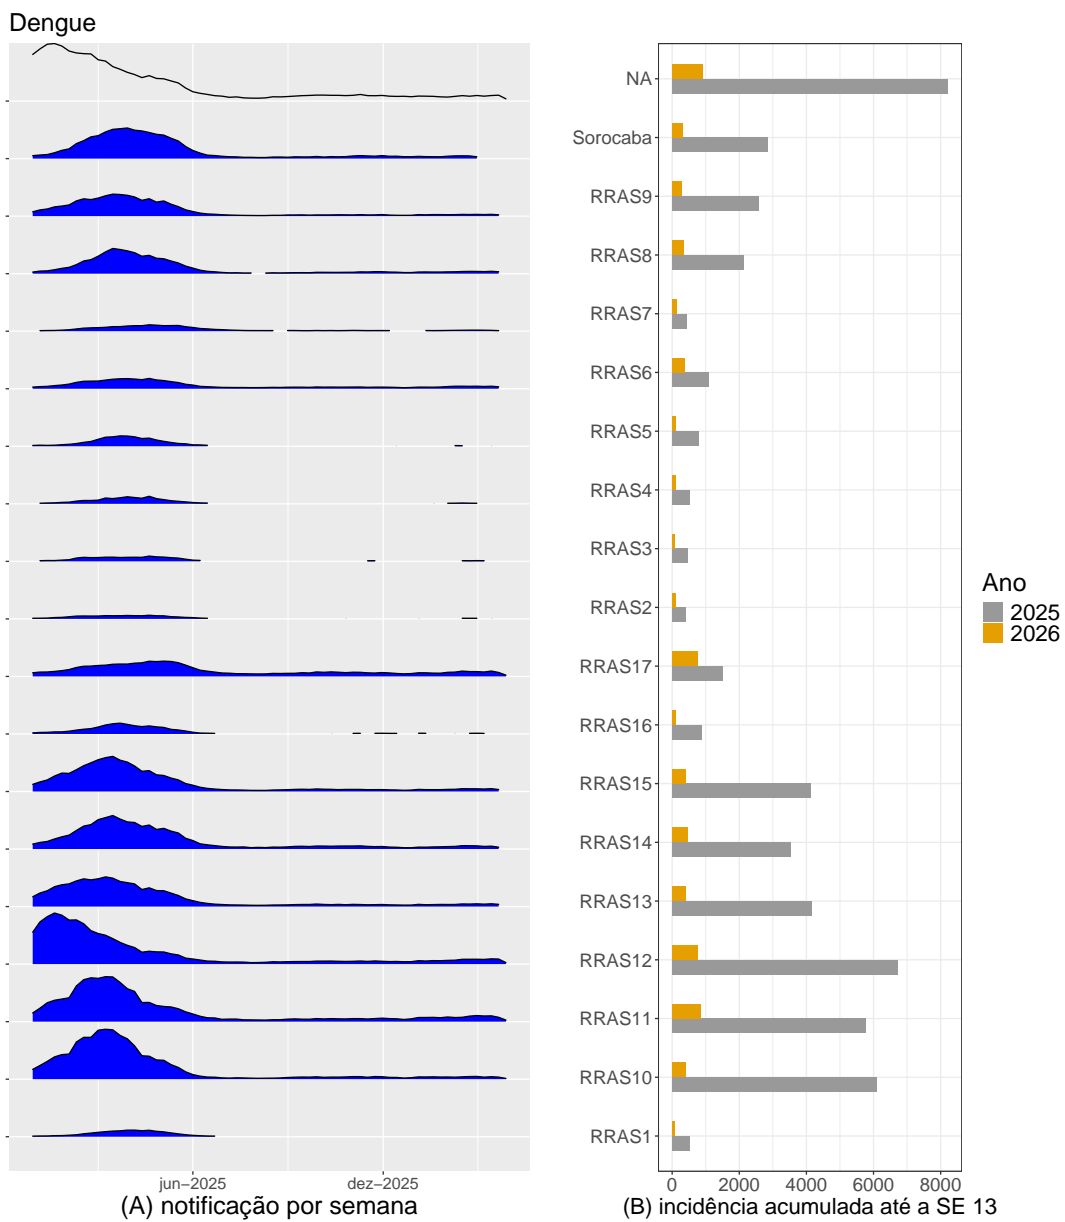 Dengue
NA
Sorocaba
RRAS9
RRAS8
RRAS7
RRAS6
RRAS5
RRAS4
RRAS3
RRAS2
RRAS17
RRAS16
RRAS15
RRAS14
RRAS13
RRAS12
RRAS11
RRAS10
RRAS1
Ano
2025
2026
jun−2025 dez−2025
0 2000 4000 6000 8000
(A) notificação por semana
(B) incidência acumulada até a SE 13